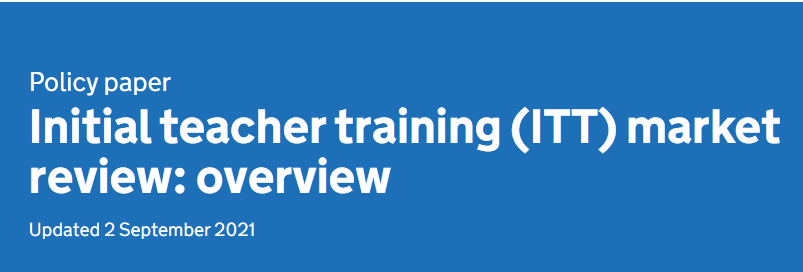 Policy paper
Initial teacher training (ITT) market
review: overview
Updated 2 September 2021